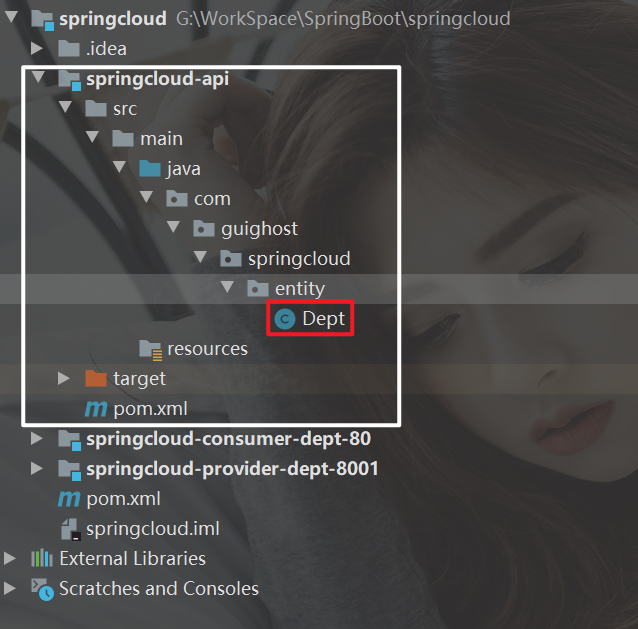 springcloud G:\WorkSpace\SpringBoot\springcloud
.idea
springcloud-api
src
main
java
com
guighost
springcloud
entity
C Dept
resources
target
m pom.xml
springcloud-consumer-dept-80
springcloud-provider-dept-8001
m pom.xml
springcloud.iml
External Libraries
Scratches and Consoles